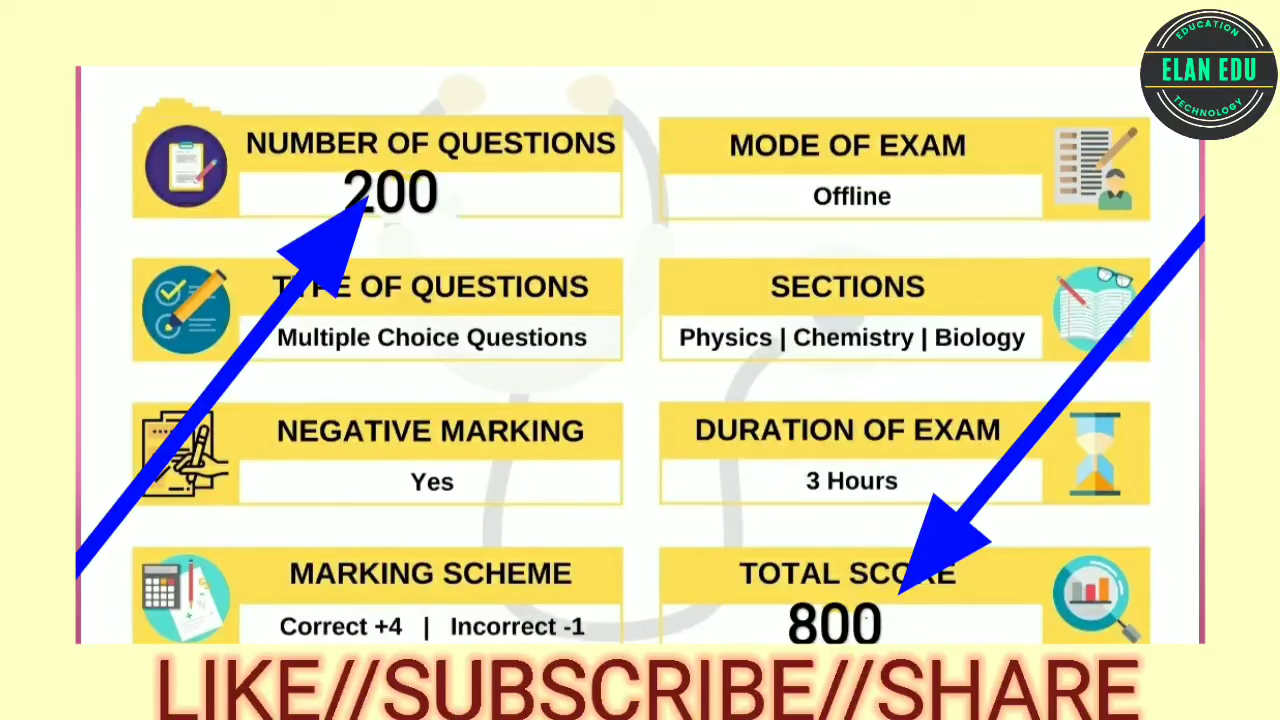 EDUCATION
ELAN EDU
TECHNOLOGY
NUMBER OF QUESTIONS
200
MODE OF EXAM
Offline
TYPE OF QUESTIONS
Multiple Choice Questions
SECTIONS
Physics | Chemistry | Biology
NEGATIVE MARKING
Yes
DURATION OF EXAM
3 Hours
MARKING SCHEME
Correct +4 | Incorrect -1
TOTAL SCORE
800
LIKE//SUBSCRIBE//SHARE